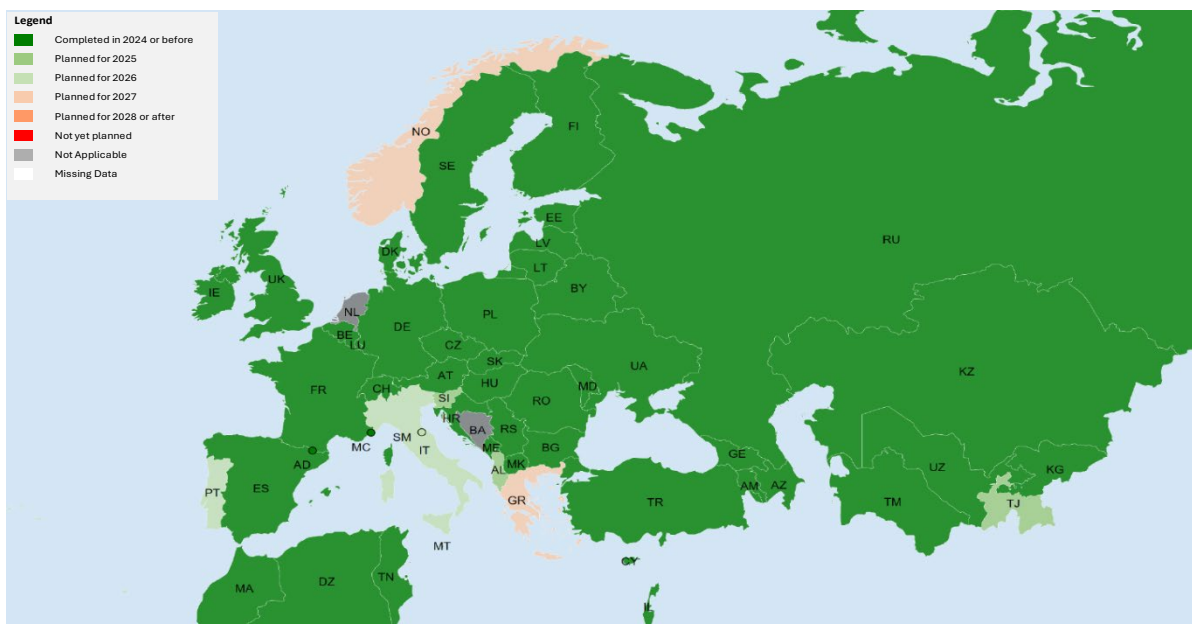 Legend
Completed in 2024 or before
Planned for 2025
Planned for 2026
Planned for 2027
Planned for 2028 or after
Not yet planned
Not Applicable
Missing Data
NO
FI
SE
EE
RU
LV
DK
LT
IE
UK
BY
NL
PL
DE
BE
LU
CZ
SK
UA
AT
KZ
FR
CH
HU
MD
SI
RO
HR
BA
RS
SM
MC
IT
ME
BG
GE
AD
AL
MK
UZ
KG
ES
PT
GR
TR
AM
AZ
TM
TJ
MT
CY
TN
DZ
MA
IL